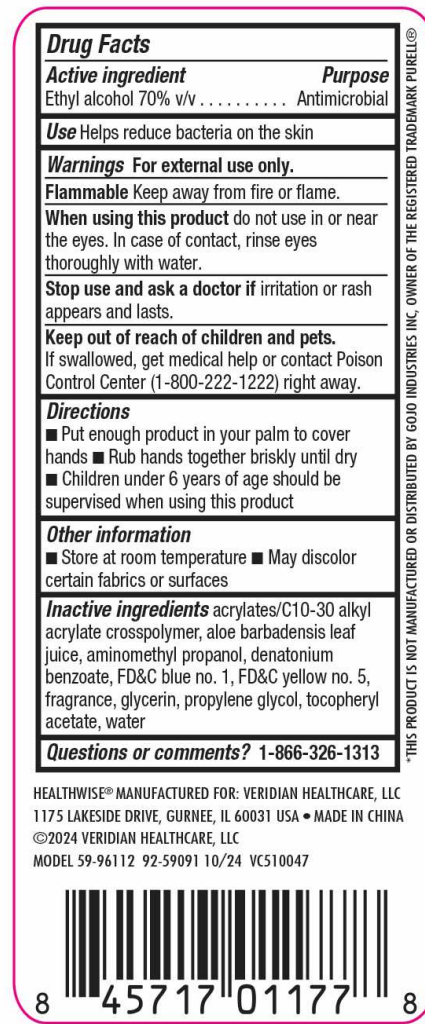 Drug Facts
Active ingredient Purpose
Ethyl alcohol 70% v/v . . . . . . . . . . Antimicrobial
Use Helps reduce bacteria on the skin
Warnings For external use only.
Flammable Keep away from fire or flame.
When using this product do not use in or near
the eyes. In case of contact, rinse eyes
thoroughly with water.
Stop use and ask a doctor if irritation or rash
appears and lasts.
Keep out of reach of children and pets.
If swallowed, get medical help or contact Poison
Control Center (1-800-222-1222) right away.
Directions
■ Put enough product in your palm to cover
hands ■ Rub hands together briskly until dry
■ Children under 6 years of age should be
supervised when using this product
Other information
■ Store at room temperature ■ May discolor
certain fabrics or surfaces
Inactive ingredients acrylates/C10-30 alkyl
acrylate crosspolymer, aloe barbadensis leaf
juice, aminomethyl propanol, denatonium
benzoate, FD&C blue no. 1, FD&C yellow no. 5,
fragrance, glycerin, propylene glycol, tocopheryl
acetate, water
Questions or comments? 1-866-326-1313
*THIS PRODUCT IS NOT MANUFACTURED OR DISTRIBUTED BY GOJO INDUSTRIES INC, OWNER OF THE REGISTERED TRADEMARK PURELL®
HEALTHWISE® MANUFACTURED FOR: VERIDIAN HEALTHCARE, LLC
1175 LAKESIDE DRIVE, GURNEE, IL 60031 USA • MADE IN CHINA
©2024 VERIDIAN HEALTHCARE, LLC
MODEL 59-96112 92-59091 10/24 VC510047
8 45717 01177 8